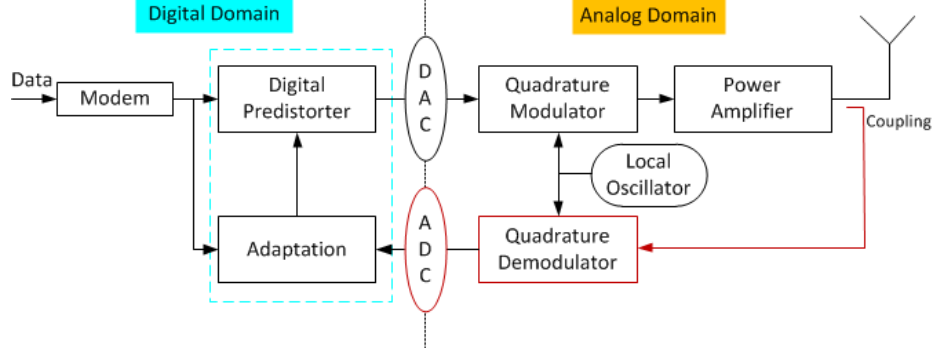 Digital Domain
Analog Domain
Data
Modem
Digital
Predistorter
D
A
C
Quadrature
Modulator
Power
Amplifier
Coupling
Local
Oscillator
Adaptation
A
D
C
Quadrature
Demodulator